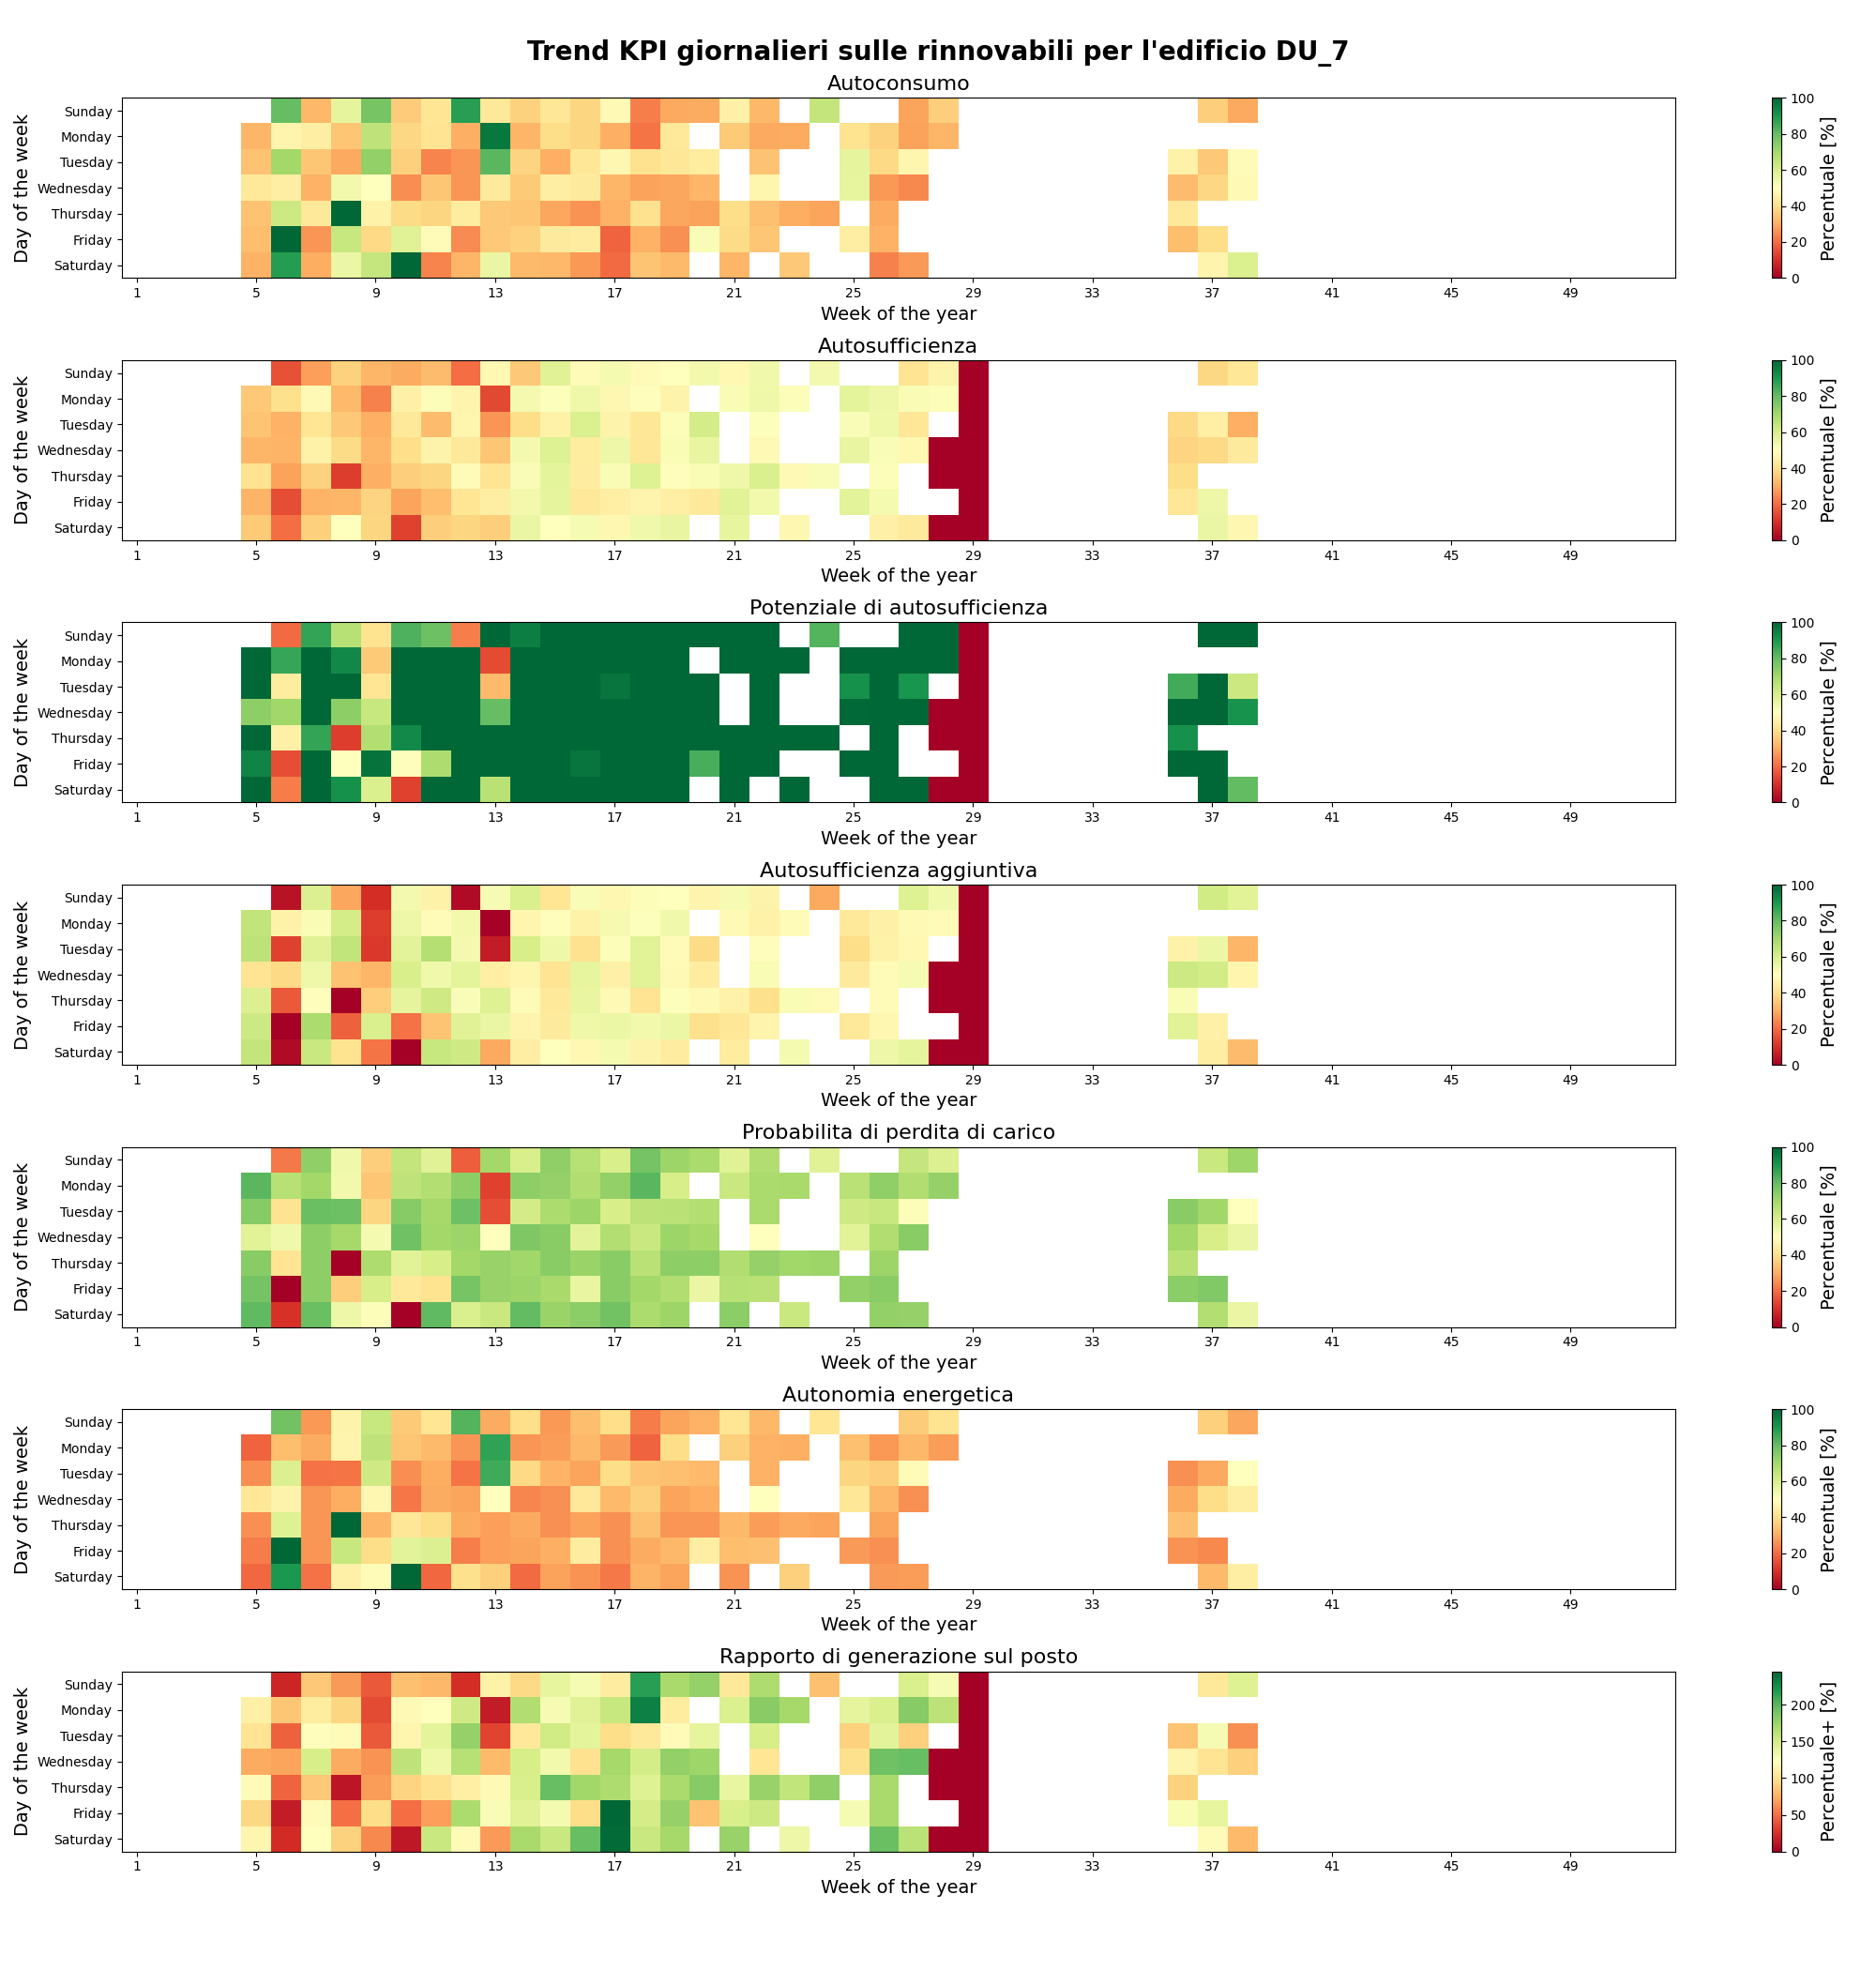 Trend KPI giornalieri sulle rinnovabili per l'edificio DU_7
Autoconsumo
Day of the week
Sunday
Monday
Tuesday
Wednesday
Thursday
Friday
Saturday
1 5 9 13 17 21 25 29 33 37 41 45 49
Week of the year
100
80
60
40
20
0
Percentuale [%]
Autosufficienza
Day of the week
Sunday
Monday
Tuesday
Wednesday
Thursday
Friday
Saturday
1 5 9 13 17 21 25 29 33 37 41 45 49
Week of the year
100
80
60
40
20
0
Percentuale [%]
Potenziale di autosufficienza
Day of the week
Sunday
Monday
Tuesday
Wednesday
Thursday
Friday
Saturday
1 5 9 13 17 21 25 29 33 37 41 45 49
Week of the year
100
80
60
40
20
0
Percentuale [%]
Autosufficienza aggiuntiva
Day of the week
Sunday
Monday
Tuesday
Wednesday
Thursday
Friday
Saturday
1 5 9 13 17 21 25 29 33 37 41 45 49
Week of the year
100
80
60
40
20
0
Percentuale [%]
Probabilita di perdita di carico
Day of the week
Sunday
Monday
Tuesday
Wednesday
Thursday
Friday
Saturday
1 5 9 13 17 21 25 29 33 37 41 45 49
Week of the year
100
80
60
40
20
0
Percentuale [%]
Autonomia energetica
Day of the week
Sunday
Monday
Tuesday
Wednesday
Thursday
Friday
Saturday
1 5 9 13 17 21 25 29 33 37 41 45 49
Week of the year
100
80
60
40
20
0
Percentuale [%]
Rapporto di generazione sul posto
Day of the week
Sunday
Monday
Tuesday
Wednesday
Thursday
Friday
Saturday
1 5 9 13 17 21 25 29 33 37 41 45 49
Week of the year
200
150
100
50
0
Percentuale+ [%]